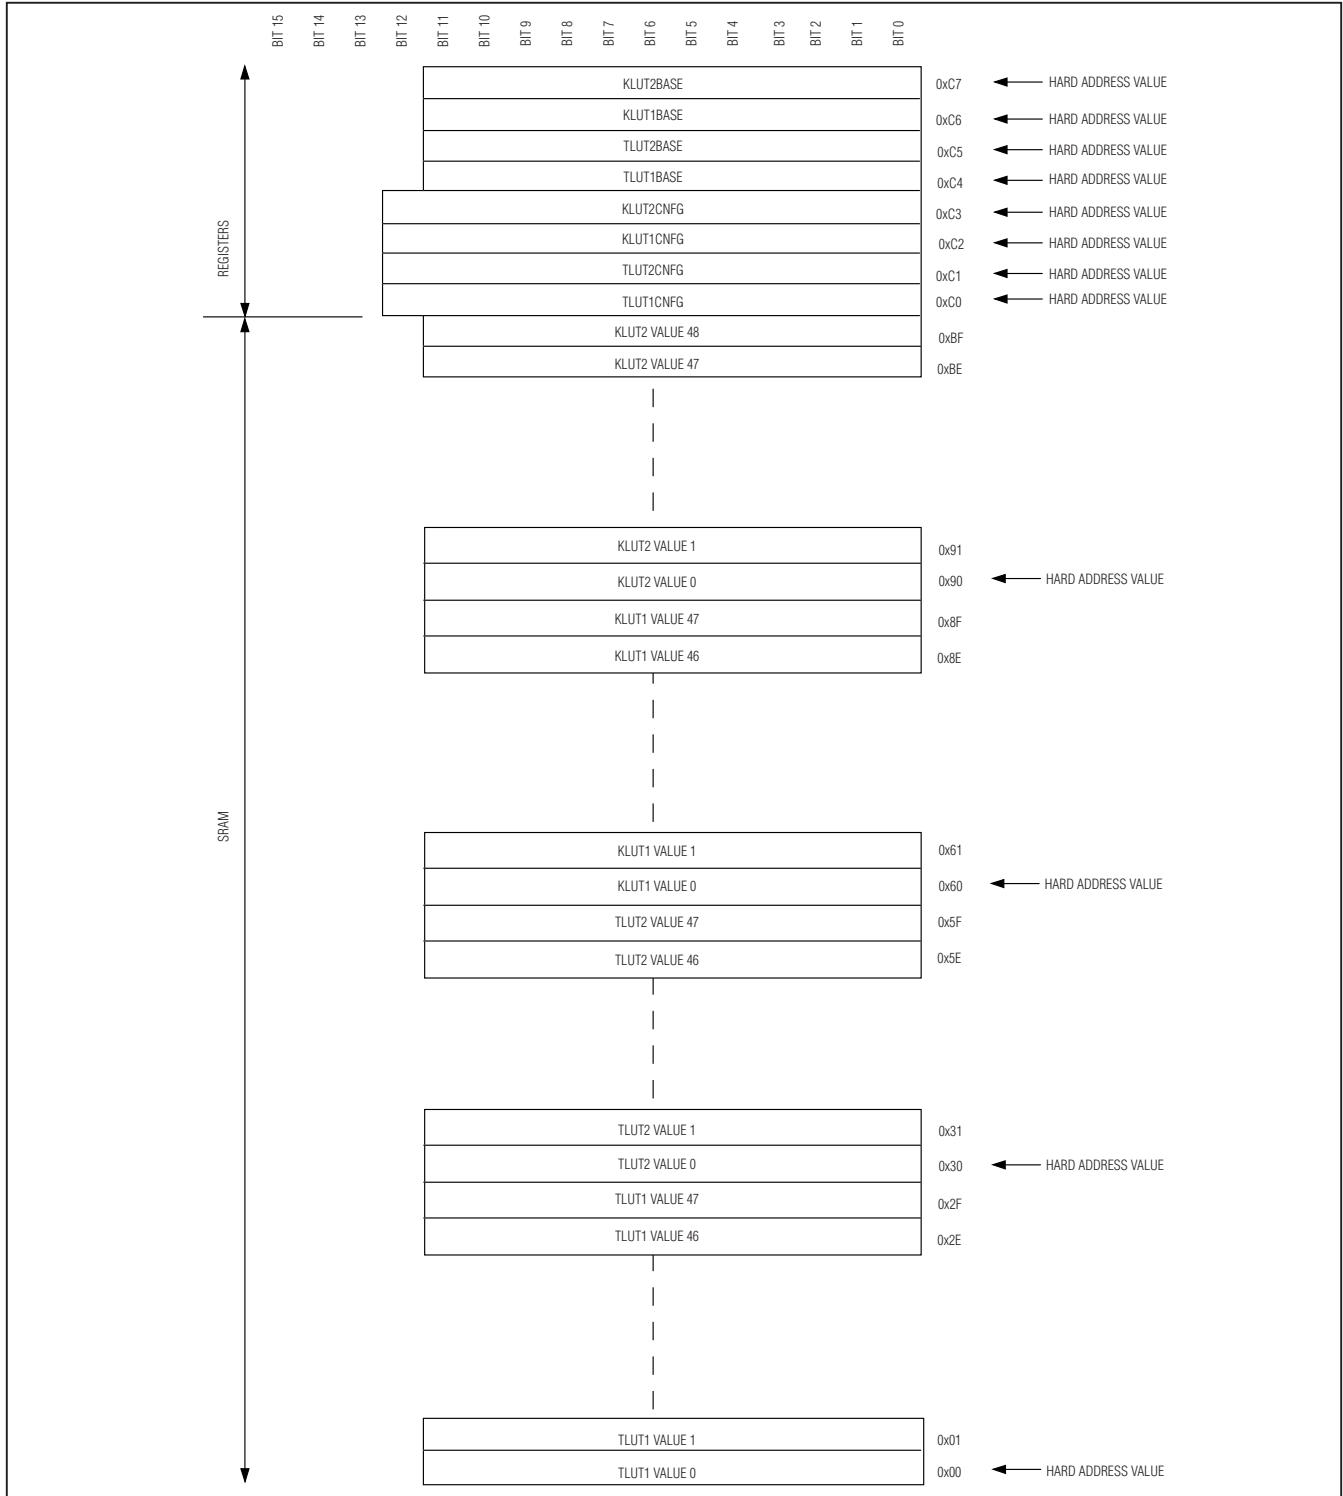 BIT 15 BIT 14 BIT 13 BIT 12 BIT 11 BIT 10 BIT 9 BIT 8 BIT 7 BIT 6 BIT 5 BIT 4 BIT 3 BIT 2 BIT 1 BIT 0
KLUT2BASE 0xC7 HARD ADDRESS VALUE
KLUT1BASE 0xC6 HARD ADDRESS VALUE
TLUT2BASE 0xC5 HARD ADDRESS VALUE
TLUT1BASE 0xC4 HARD ADDRESS VALUE
KLUT2CNFG 0xC3 HARD ADDRESS VALUE
REGISTERS
KLUT1CNFG 0xC2 HARD ADDRESS VALUE
TLUT2CNFG 0xC1 HARD ADDRESS VALUE
TLUT1CNFG 0xC0 HARD ADDRESS VALUE
KLUT2 VALUE 48 0xBF
KLUT2 VALUE 47 0xBE
KLUT2 VALUE 1 0x91
KLUT2 VALUE 0 0x90 HARD ADDRESS VALUE
KLUT1 VALUE 47 0x8F
KLUT1 VALUE 46 0x8E
SRAM
KLUT1 VALUE 1 0x61
KLUT1 VALUE 0 0x60 HARD ADDRESS VALUE
TLUT2 VALUE 47 0x5F
TLUT2 VALUE 46 0x5E
TLUT2 VALUE 1 0x31
TLUT2 VALUE 0 0x30 HARD ADDRESS VALUE
TLUT1 VALUE 47 0x2F
TLUT1 VALUE 46 0x2E
TLUT1 VALUE 1 0x01
TLUT1 VALUE 0 0x00 HARD ADDRESS VALUE